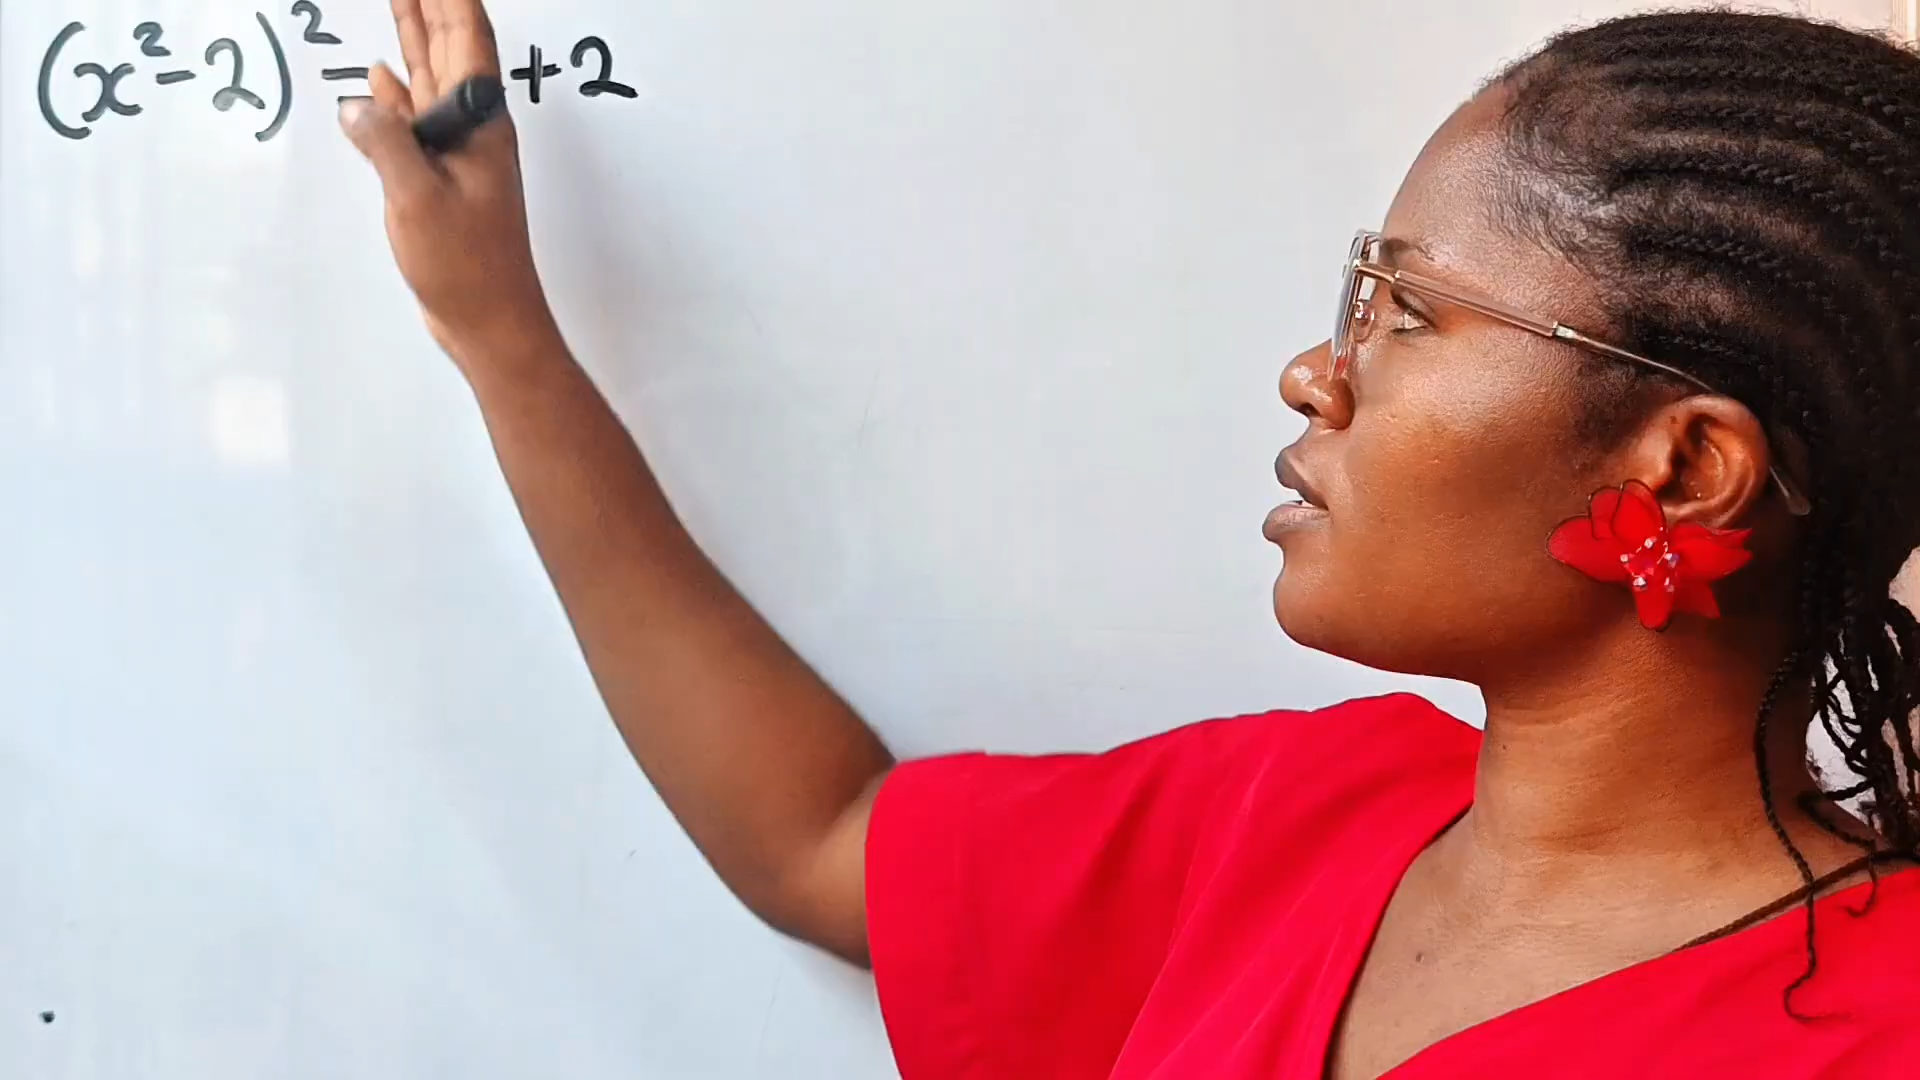 (x²-2)² = +2